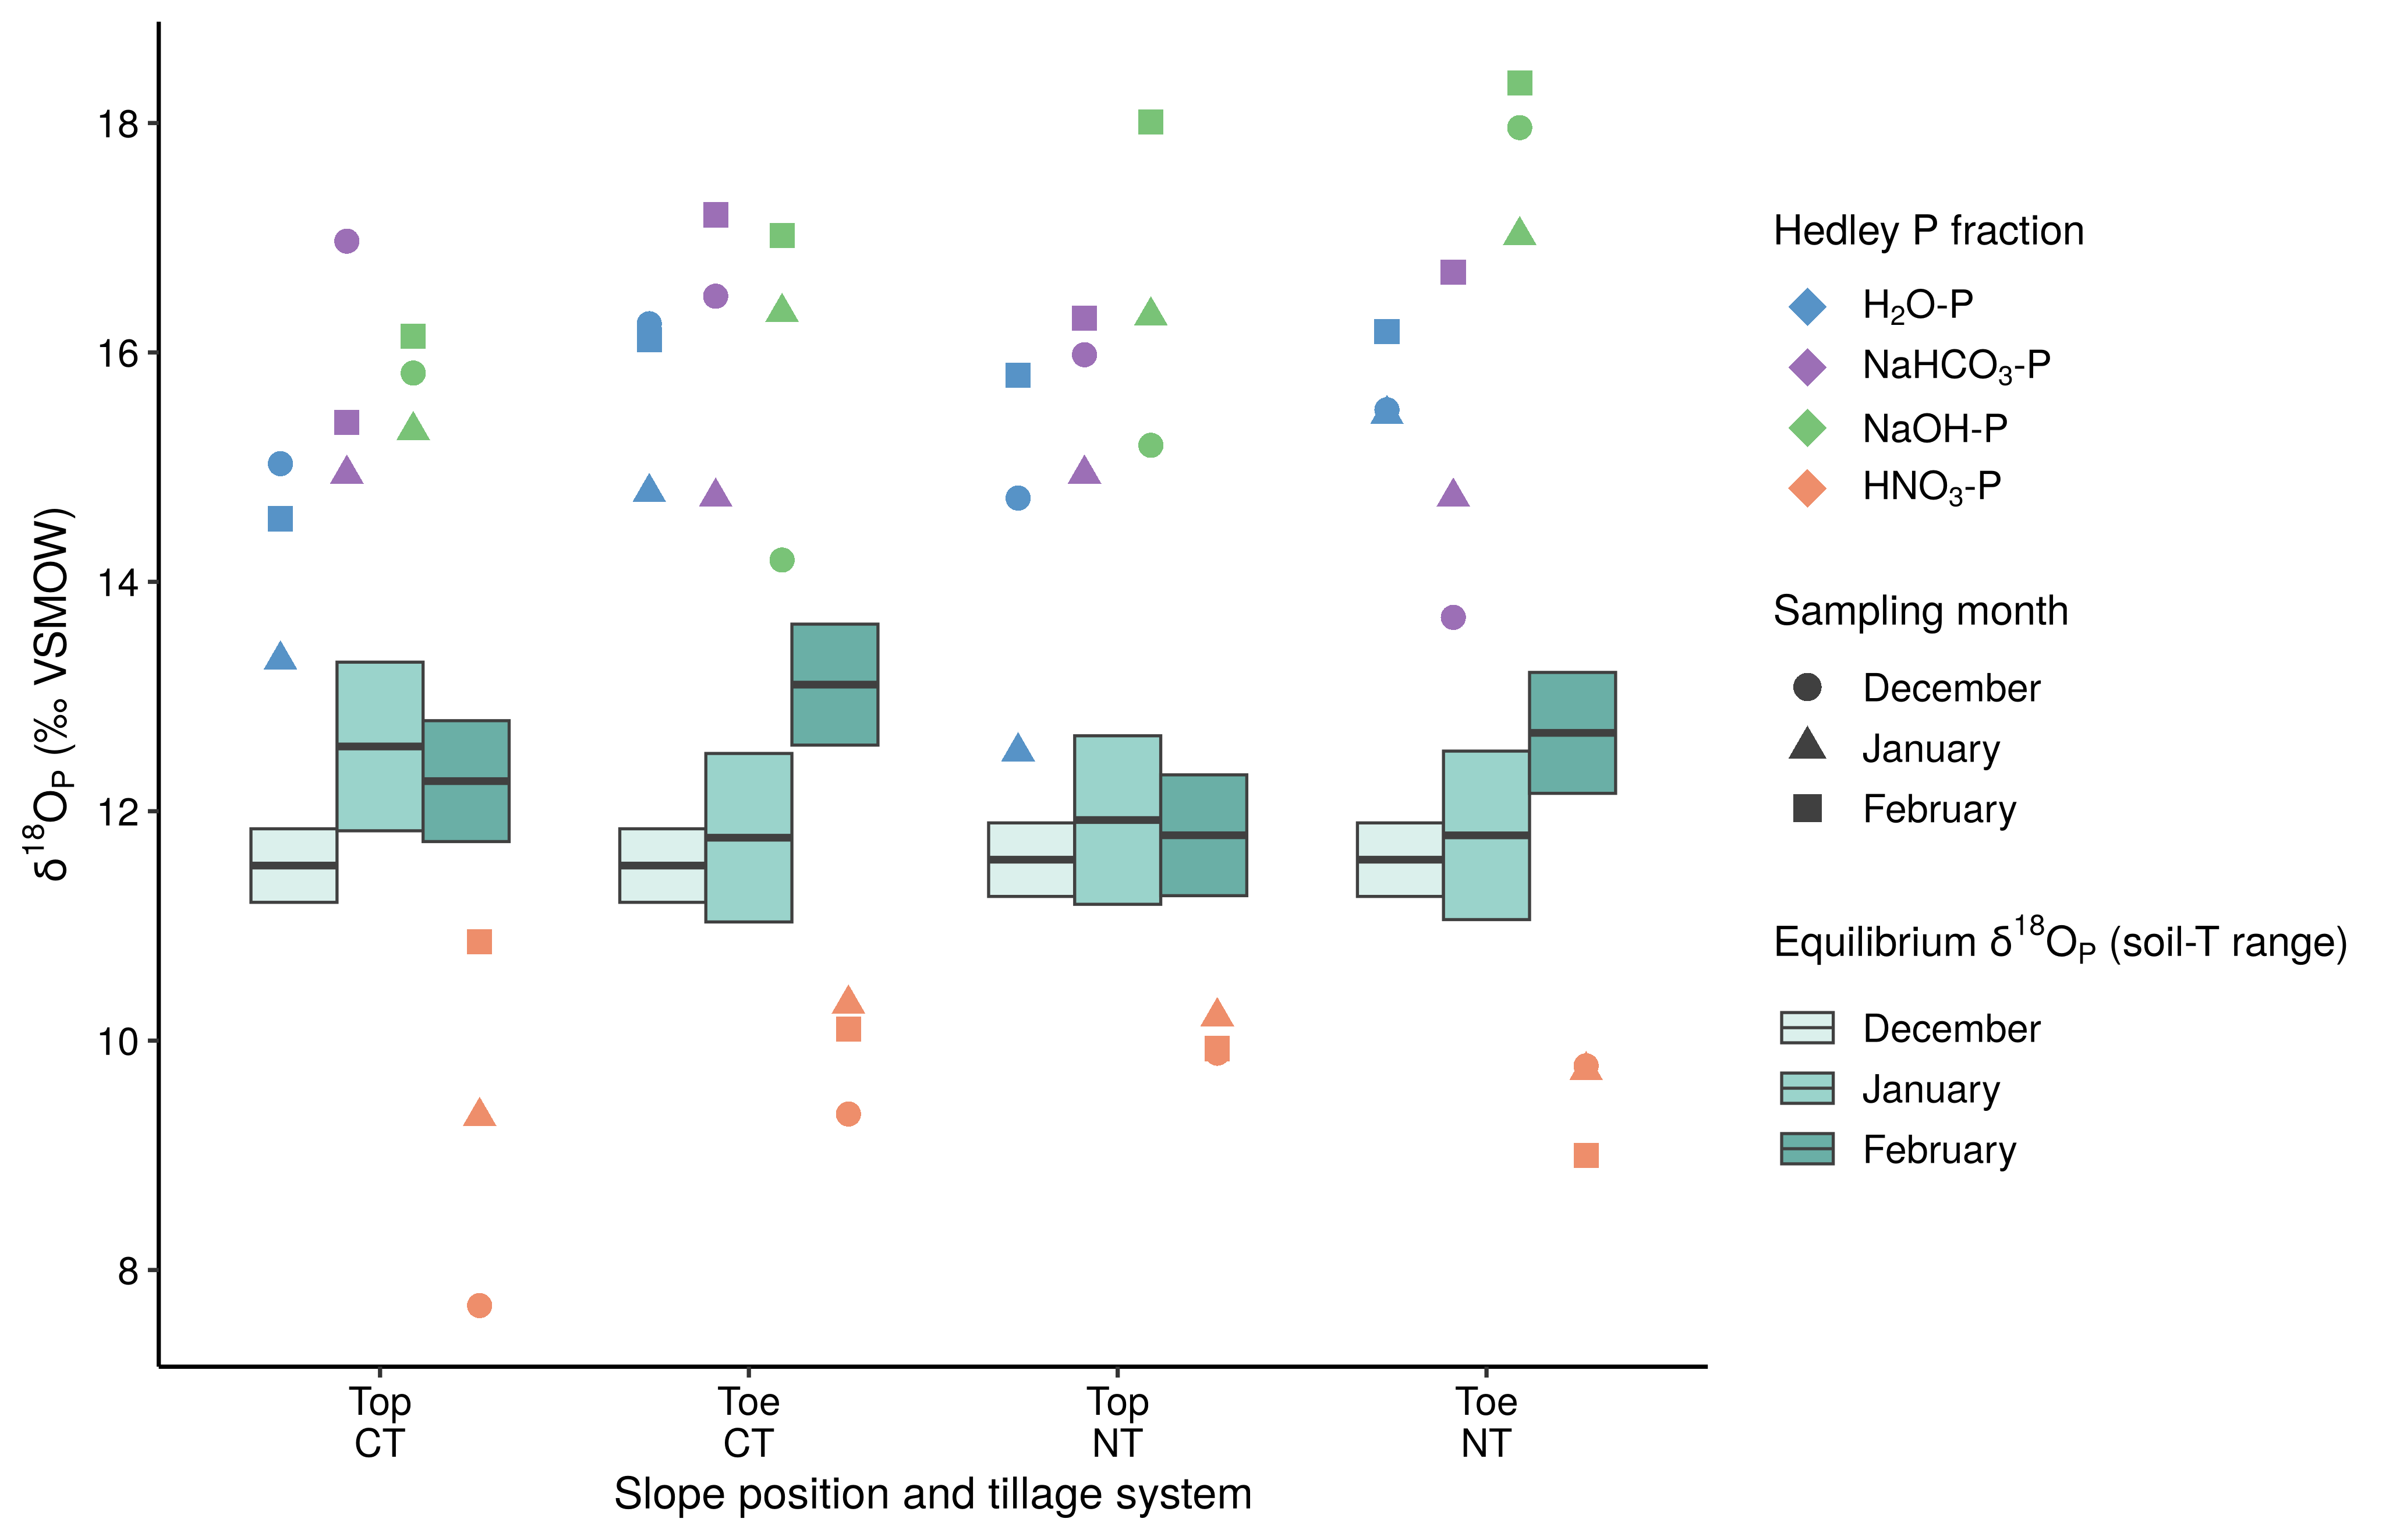 δ¹⁸Oₚ (‰ VSMOW)
18
16
14
12
10
8
Top
CT
Toe
CT
Top
NT
Toe
NT
Slope position and tillage system
Hedley P fraction
H₂O-P
NaHCO₃-P
NaOH-P
HNO₃-P
Sampling month
December
January
February
Equilibrium δ¹⁸Oₚ (soil-T range)
December
January
February